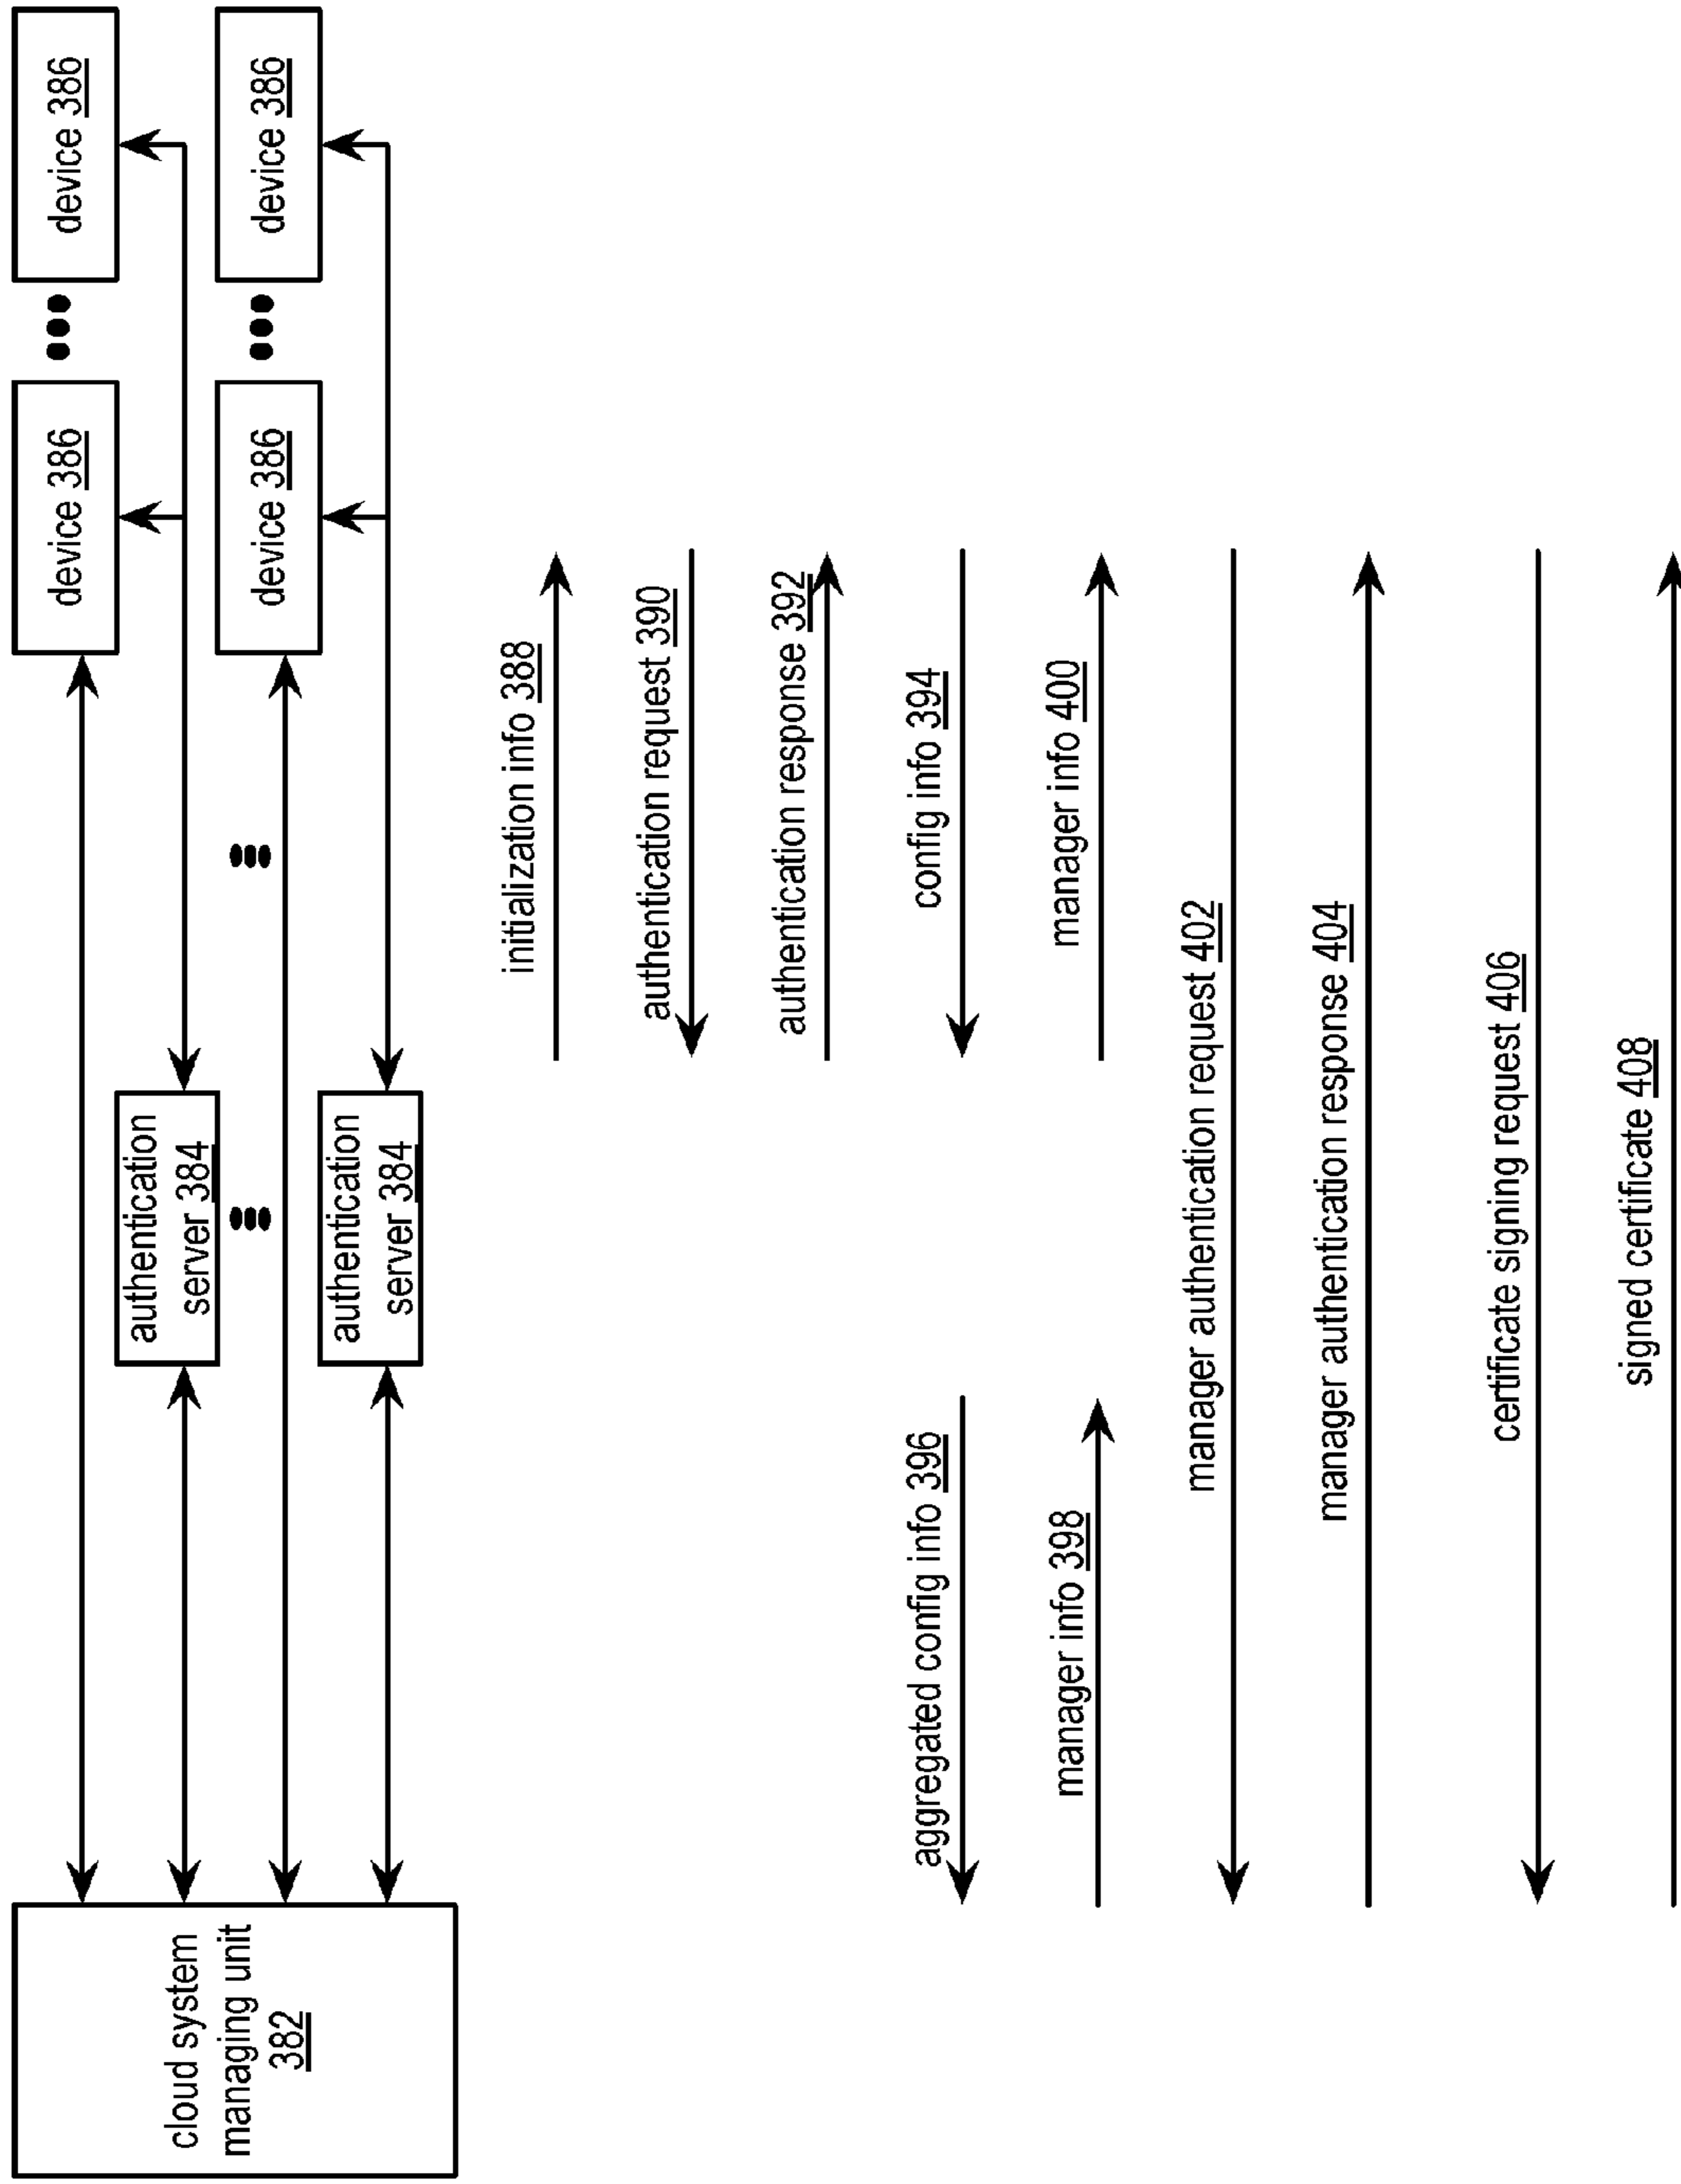 cloud system
managing unit
382
authentication
server 384
authentication
server 384
device 386
device 386
device 386
device 386
initialization info 388
authentication request 390
authentication response 392
aggregated config info 396
config info 394
manager info 398
manager info 400
manager authentication request 402
manager authentication response 404
certificate signing request 406
signed certificate 408